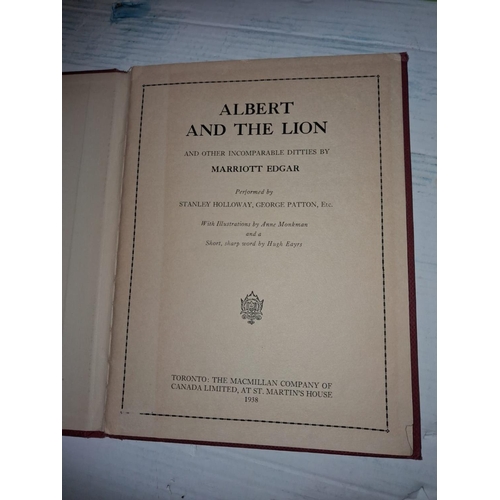 ALBERT
AND THE LION
AND OTHER INCOMPARABLE DITTIES BY
MARRIOTT EDGAR
Performed by
STANLEY HOLLOWAY, GEORGE PATTON, Etc.
With Illustrations by Anne Monkman
and a
Short, sharp word by Hugh Eayrs
TORONTO: THE MACMILLAN COMPANY OF
CANADA LIMITED, AT ST. MARTIN'S HOUSE
1938